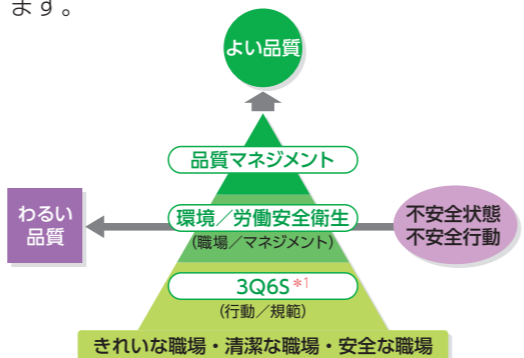 ます。
よい品質
品質マネジメント
わるい
品質
環境／労働安全衛生
(職場／マネジメント)
不安全状態
不安全行動
3Q6S*1
(行動／規範)
きれいな職場・清潔な職場・安全な職場